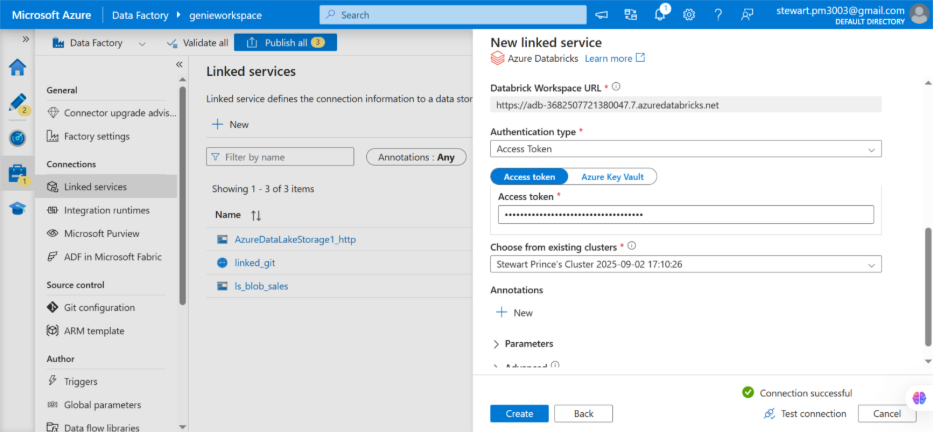 Microsoft Azure Data Factory genieworkspace Search 1 stewart.pm3003@gmail.com
DEFAULT DIRECTORY
Data Factory Validate all Publish all 3
General
Connector upgrade advis...
Factory settings
Connections
Linked services
Integration runtimes
Microsoft Purview
ADF in Microsoft Fabric
Source control
Git configuration
ARM template
Author
Triggers
Global parameters
Data flow libraries
2
1
Linked services
Linked service defines the connection information to a data stor
New
Filter by name Annotations : Any
Showing 1 - 3 of 3 items
Name
AzureDataLakeStorage1_http
linked_git
ls_blob_sales
New linked service
Azure Databricks Learn more
Databrick Workspace URL *
https://adb-3682507721380047.7.azuredatabricks.net
Authentication type *
Access Token
Access token Azure Key Vault
Access token *
••••••••••••••••••••••••••••••••••••
Choose from existing clusters *
Stewart Prince's Cluster 2025-09-02 17:10:26
Annotations
New
Parameters
Advanced
Connection successful
Create Back Test connection Cancel